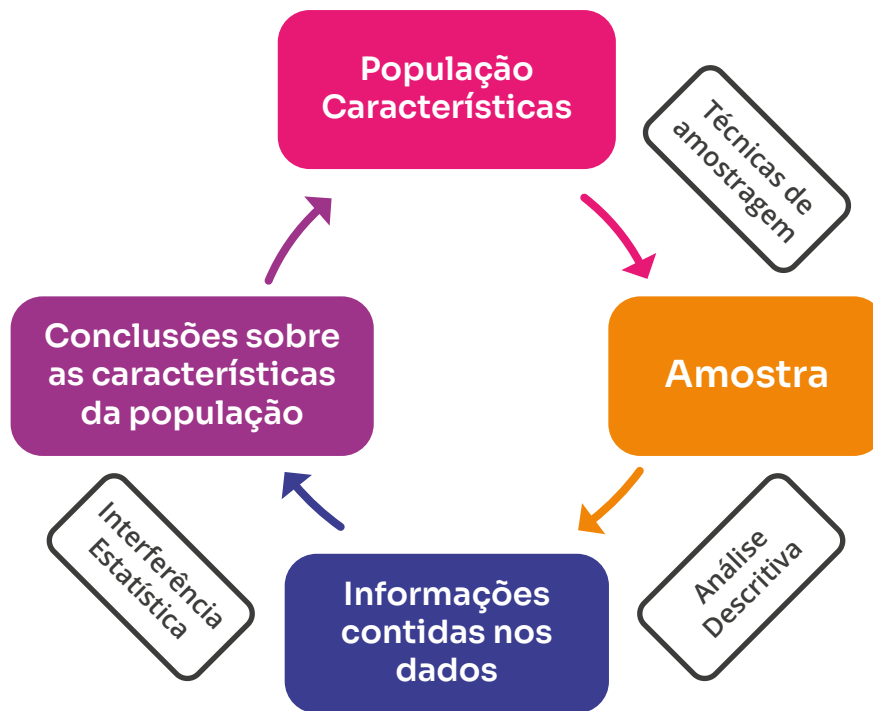 População
Características
Técnicas de
amostragem
Amostra
Análise
Descritiva
Informações
contidas nos
dados
Interferência
Estatística
Conclusões sobre
as características
da população